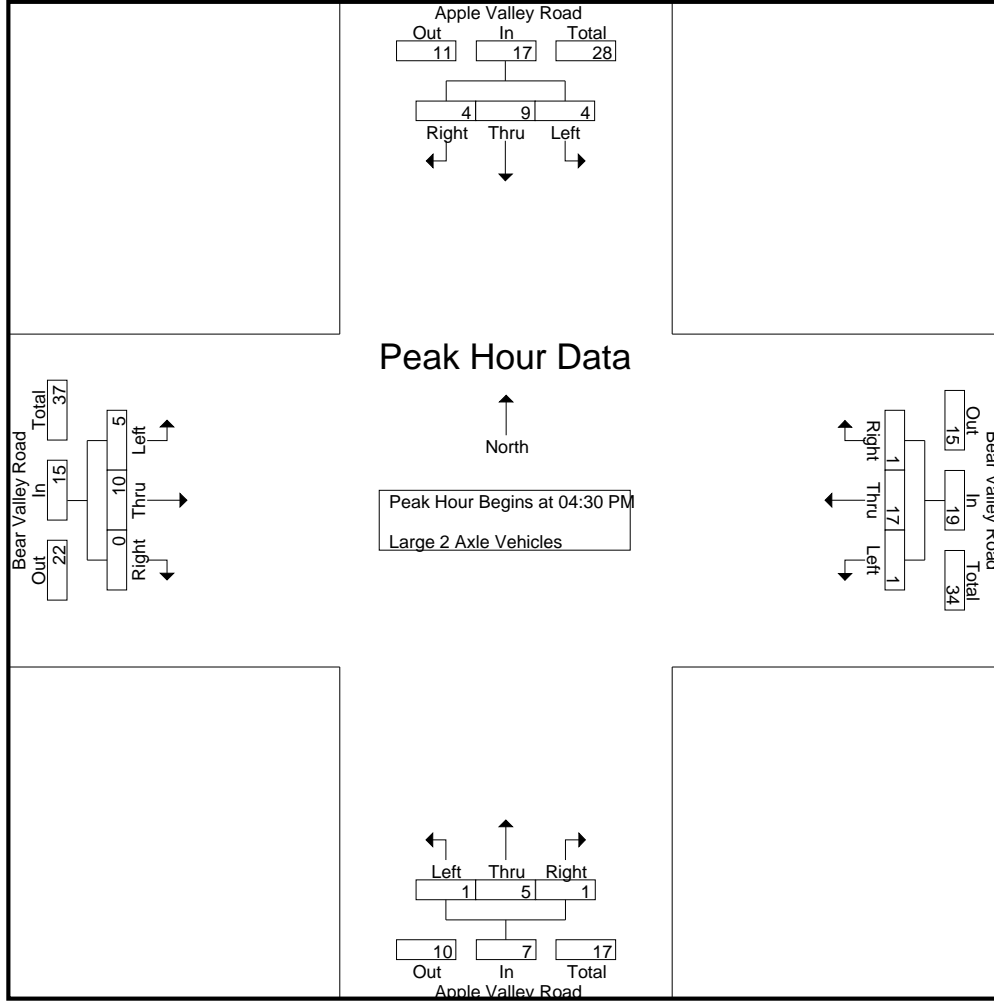 Apple Valley Road
Out In Total
11 17 28
4 9 4
Right Thru Left
Peak Hour Data
North
Peak Hour Begins at 04:30 PM
Large 2 Axle Vehicles
Bear Valley Road
Total In Out
37 15 22
5 10 0
Left Thru Right
Right Thru Left
1 17 1
Out In Total
15 19 34
Bear Valley Road
Left Thru Right
1 5 1
10 7 17
Out In Total
Apple Valley Road